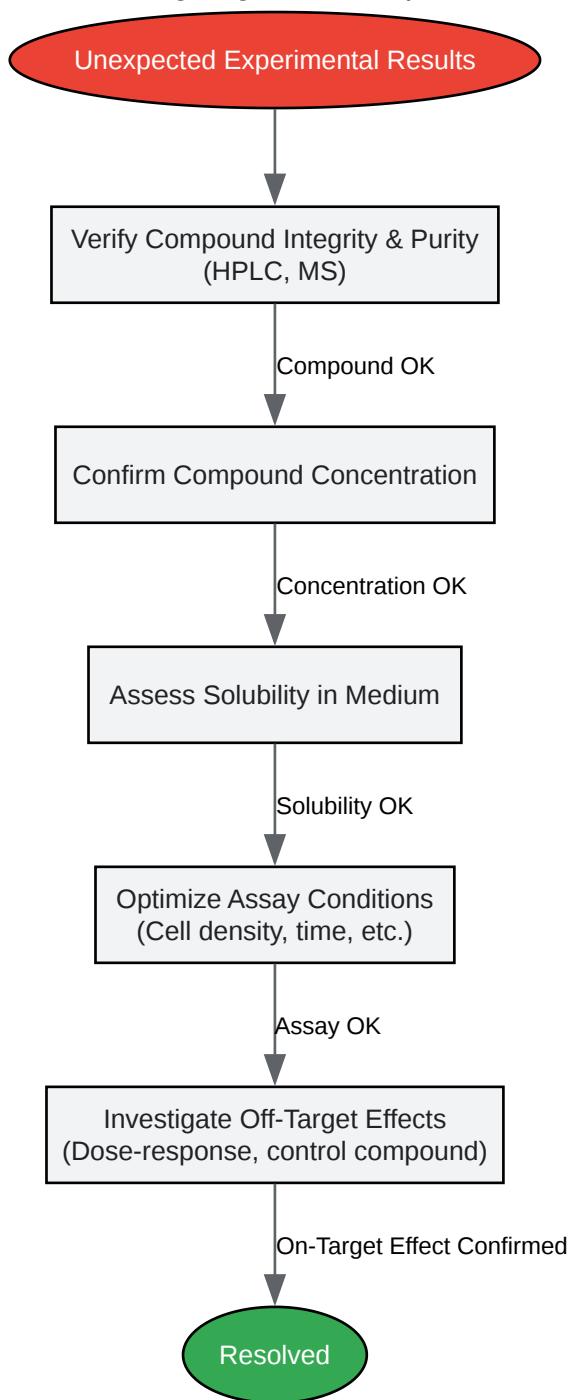 Unexpected Experimental Results
Verify Compound Integrity & Purity
(HPLC, MS)
Compound OK
Confirm Compound Concentration
Concentration OK
Assess Solubility in Medium
Solubility OK
Optimize Assay Conditions
(Cell density, time, etc.)
Assay OK
Investigate Off-Target Effects
(Dose-response, control compound)
On-Target Effect Confirmed
Resolved